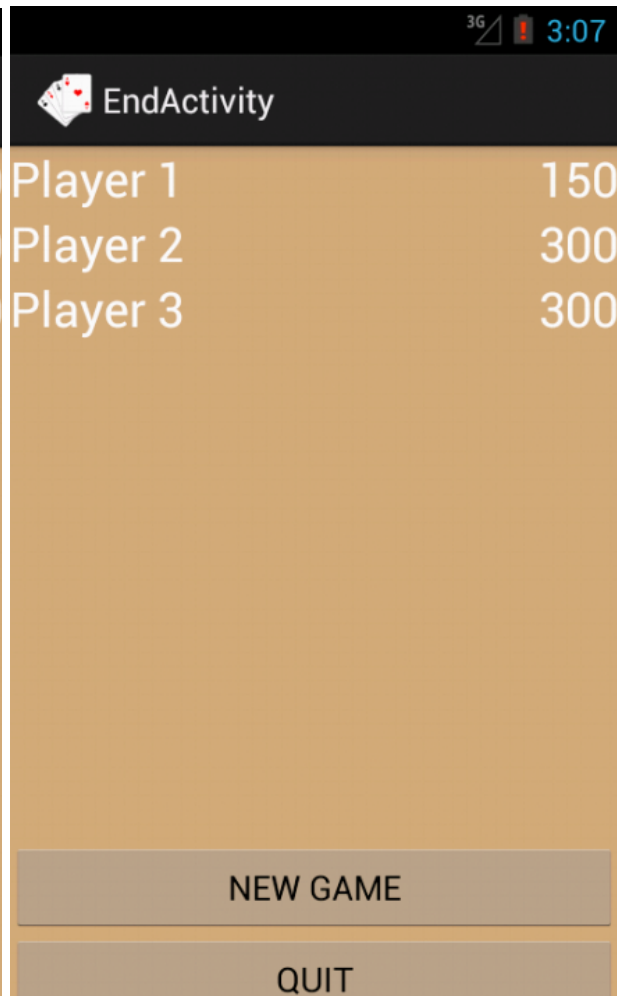 3G 3:07
EndActivity
Player 1 150
Player 2 300
Player 3 300
NEW GAME
QUIT